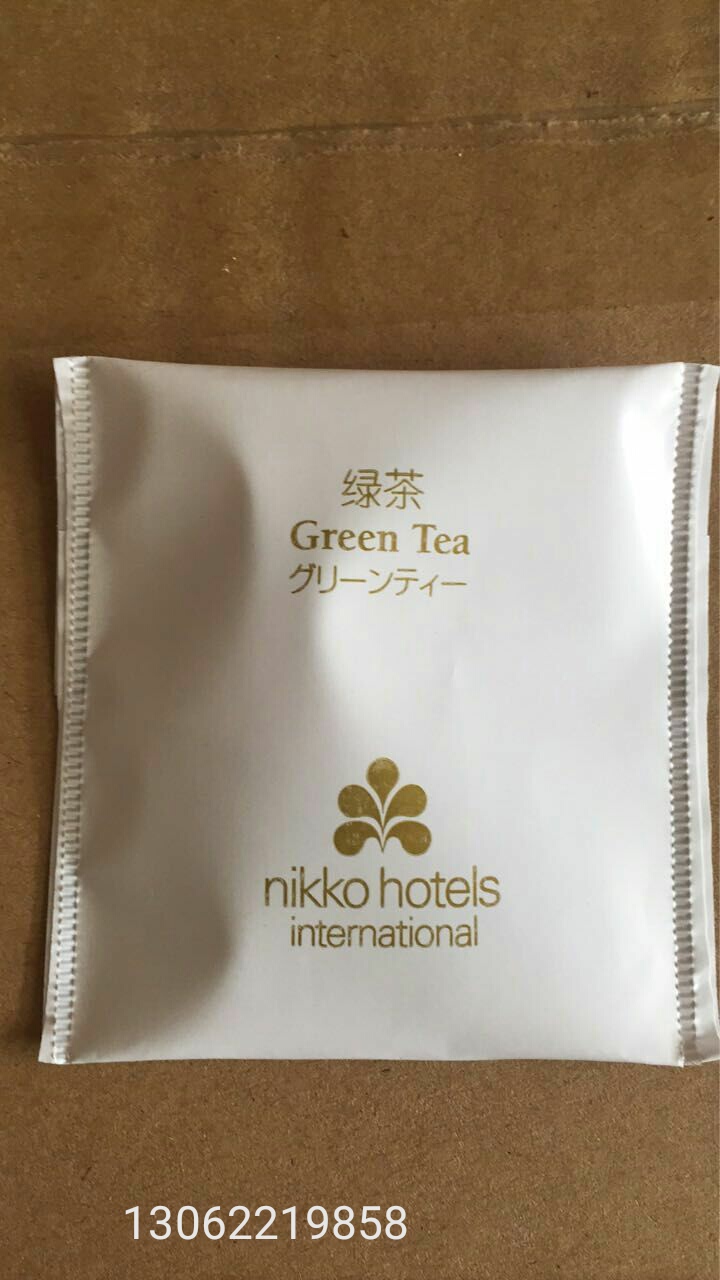 绿茶
Green Tea
グリーンティー
nikko hotels
international
13062219858